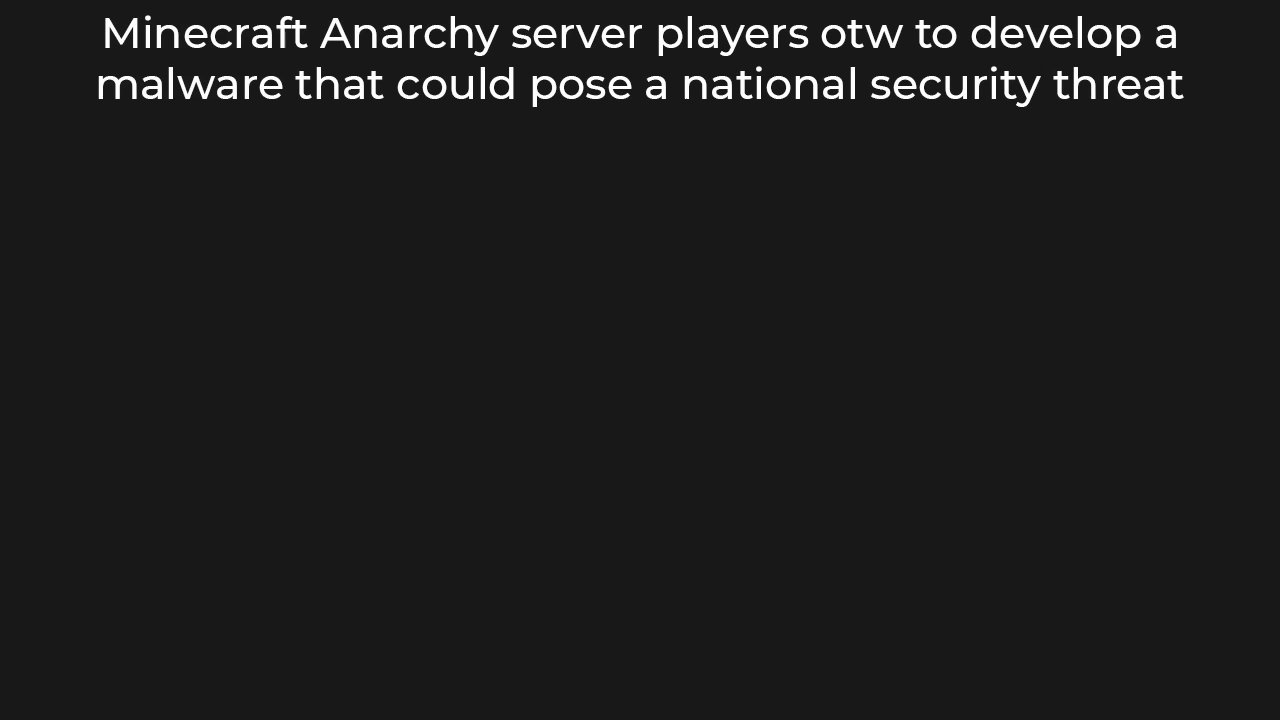 Minecraft Anarchy server players otw to develop a
malware that could pose a national security threat